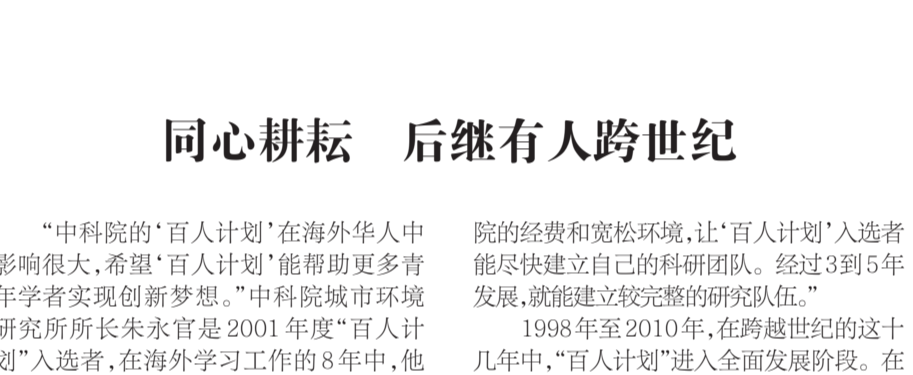 同心耕耘 后继有人跨世纪
“中科院的‘百人计划’在海外华人中
影响很大,希望‘百人计划’能帮助更多青
年学者实现创新梦想。”中科院城市环境
研究所所长朱永官是2001年度“百人计
划”入选者,在海外学习工作的8年中,他
院的经费和宽松环境,让‘百人计划’入选者
能尽快建立自己的科研团队。经过3到5年
发展,就能建立较完整的研究队伍。”
1998年至2010年,在跨越世纪的这十
几年中,“百人计划”进入全面发展阶段。在